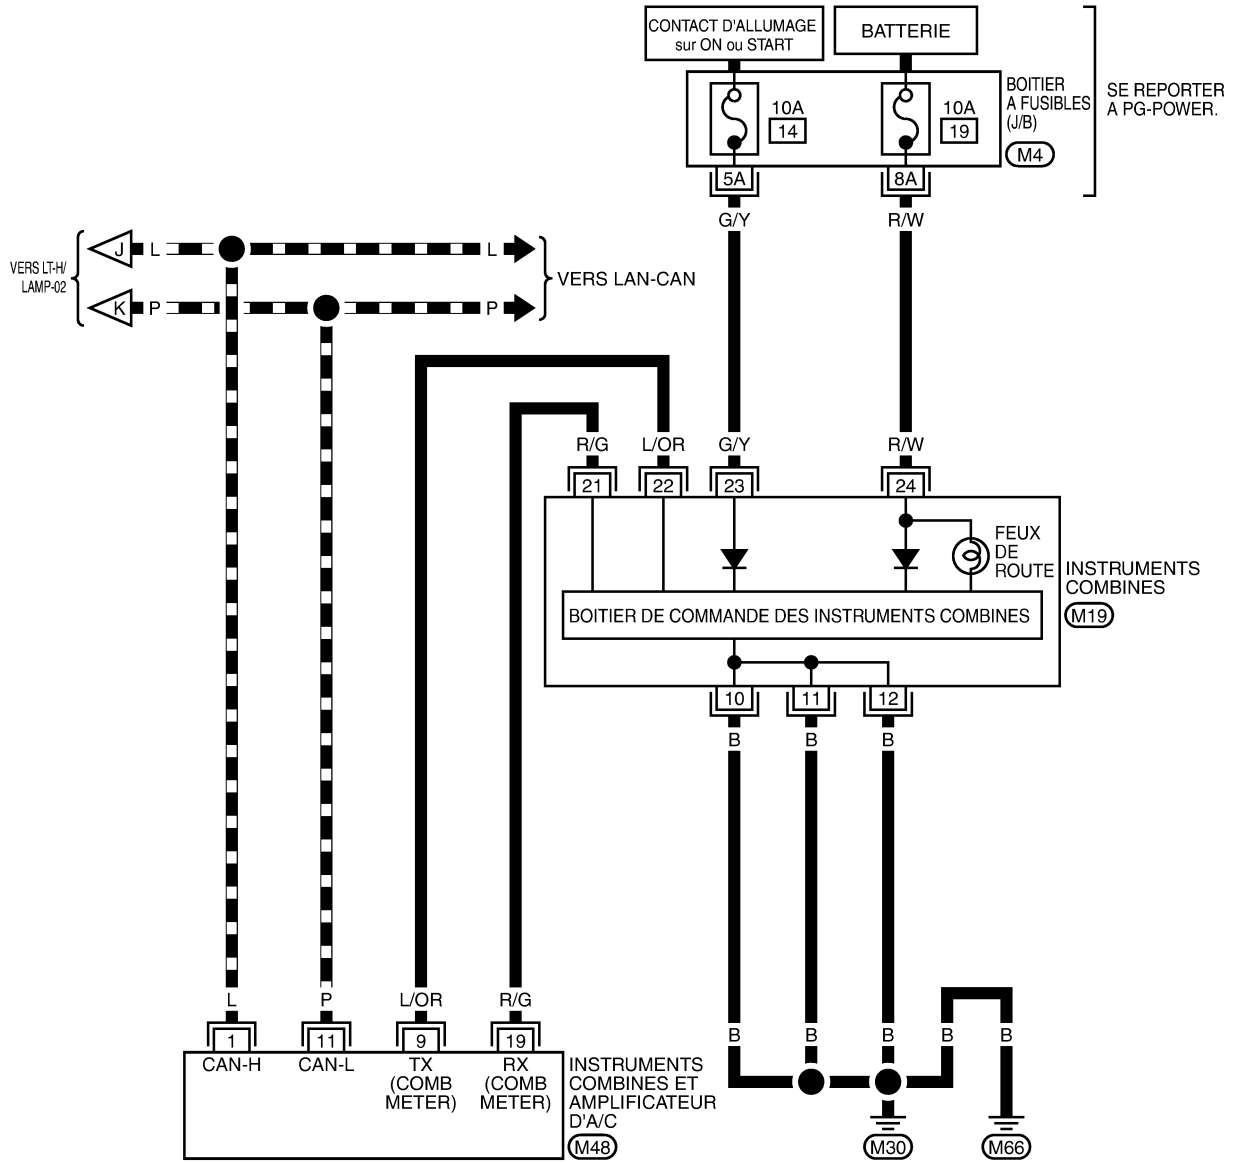 CONTACT D'ALLUMAGE
sur ON ou START
BATTERIE
10A
14
10A
19
BOITIER
A FUSIBLES
(J/B)
M4
SE REPORTER
A PG-POWER.
5A
8A
G/Y
R/W
VERS LT-H/
LAMP-02
J
L
L
K
P
P
VERS LAN-CAN
R/G
L/OR
G/Y
R/W
21
22
23
24
FEUX
DE
ROUTE
INSTRUMENTS
COMBINES
M19
BOITIER DE COMMANDE DES INSTRUMENTS COMBINES
10
11
12
B
B
B
L
P
L/OR
R/G
B
B
B
B
B
1
11
9
19
CAN-H
CAN-L
TX
(COMB
METER)
RX
(COMB
METER)
INSTRUMENTS
COMBINES ET
AMPLIFICATEUR
D'A/C
M48
M30
M66